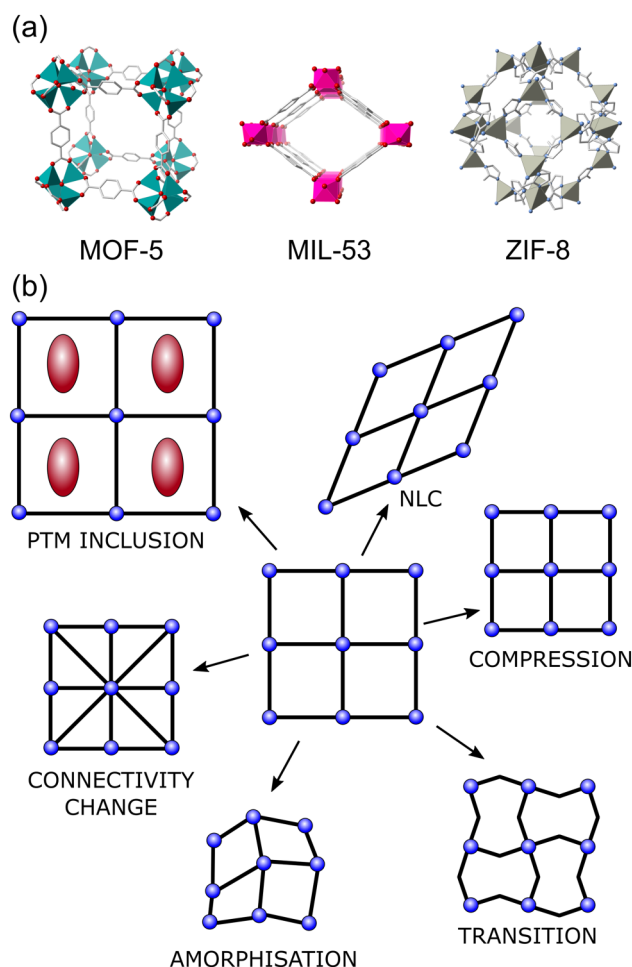 (a)
MOF-5
MIL-53
ZIF-8
(b)
PTM INCLUSION
NLC
COMPRESSION
CONNECTIVITY
CHANGE
AMORPHISATION
TRANSITION